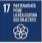 17 PARTENARIATS
POUR
LA RÉALISATION
DES OBJECTIFS